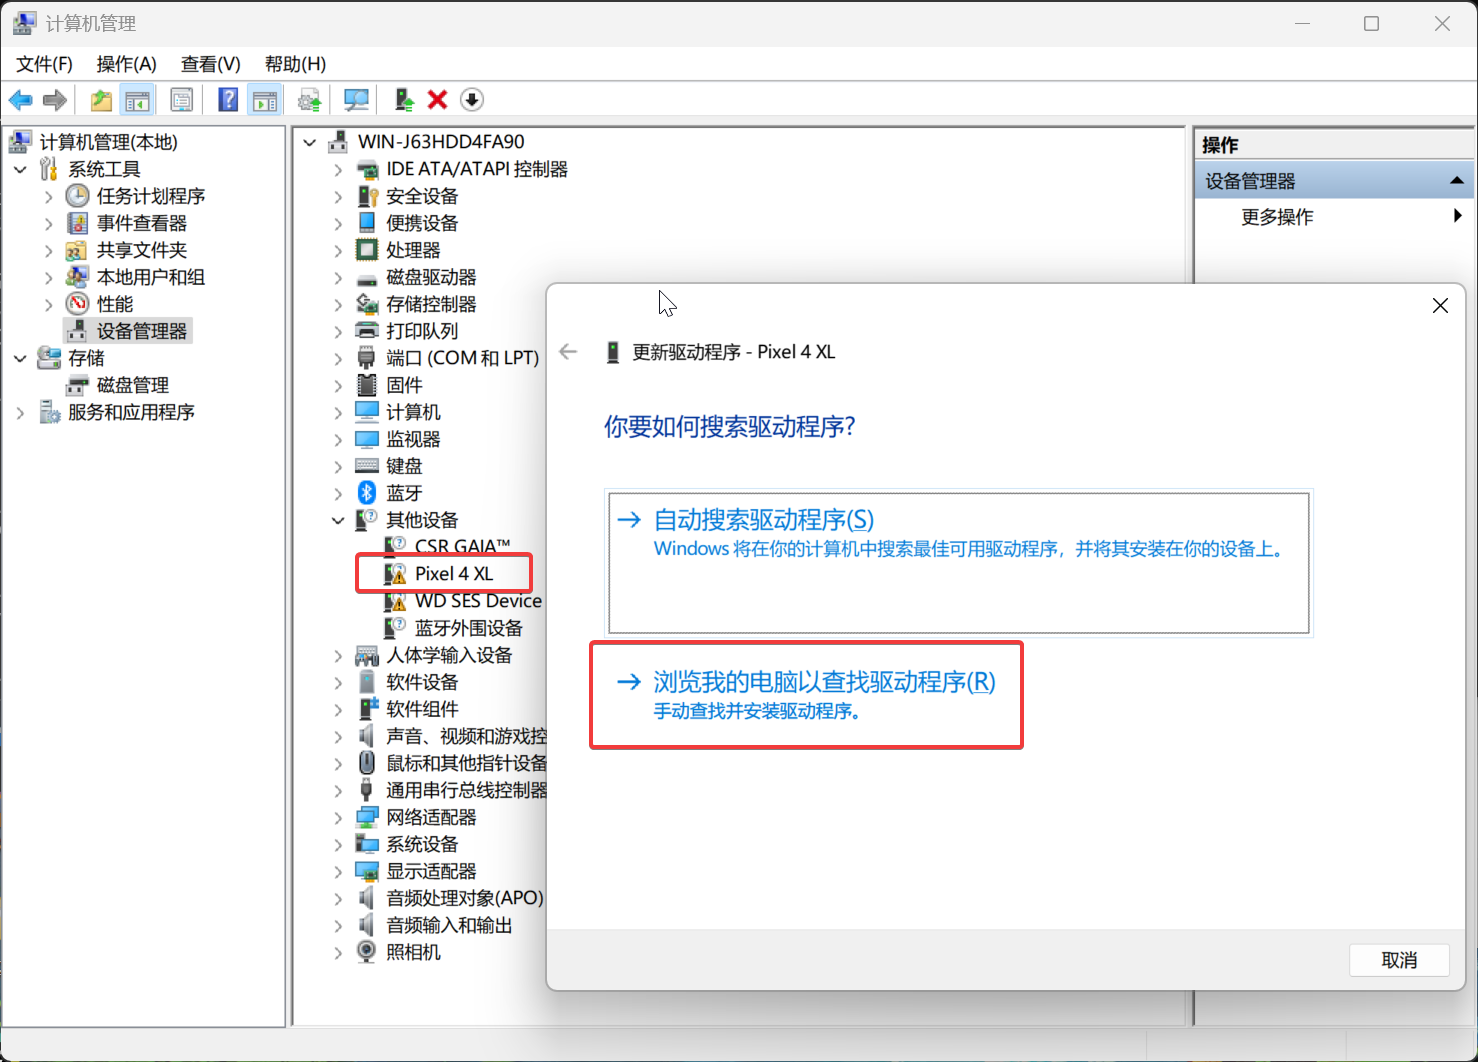 计算机管理
文件(F) 操作(A) 查看(V) 帮助(H)
计算机管理(本地)
系统工具
任务计划程序
事件查看器
共享文件夹
本地用户和组
性能
设备管理器
存储
磁盘管理
服务和应用程序
WIN-J63HDD4FA90
IDE ATA/ATAPI 控制器
安全设备
便携设备
处理器
磁盘驱动器
存储控制器
打印队列
端口 (COM 和 LPT)
固件
计算机
监视器
键盘
蓝牙
其他设备
CSR GAIA™
Pixel 4 XL
WD SES Device
蓝牙外围设备
人体学输入设备
软件设备
软件组件
声音、视频和游戏控
鼠标和其他指针设备
通用串行总线控制器
网络适配器
系统设备
显示适配器
音频处理对象(APO)
音频输入和输出
照相机
操作
设备管理器
更多操作
更新驱动程序 - Pixel 4 XL
你要如何搜索驱动程序?
自动搜索驱动程序(S)
Windows 将在你的计算机中搜索最佳可用驱动程序，并将其安装在你的设备上。
浏览我的电脑以查找驱动程序(R)
手动查找并安装驱动程序。
取消